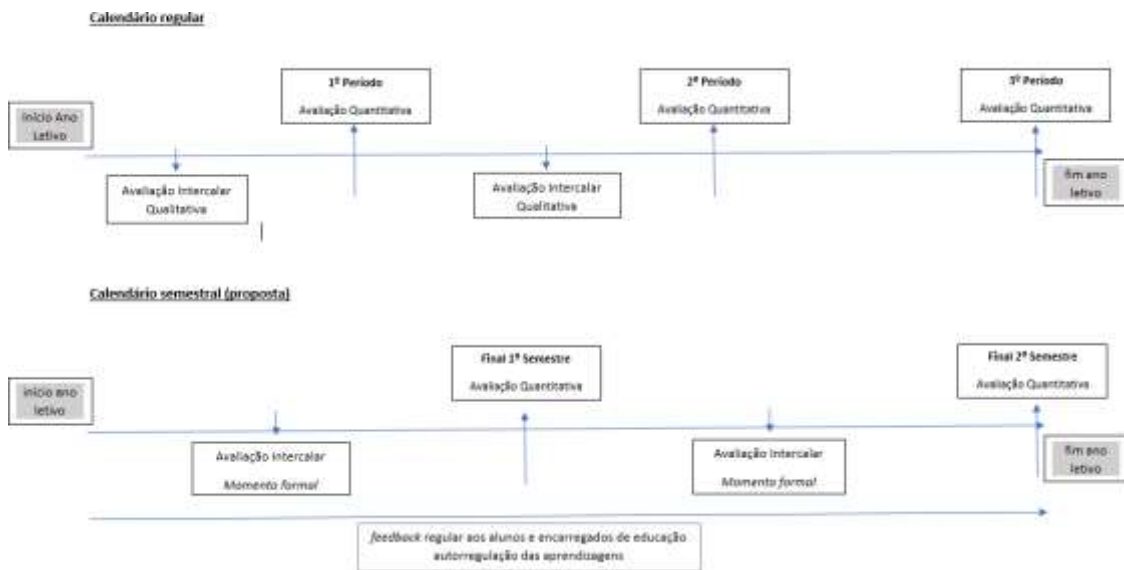 Calendário regular
1º Período
Avaliação Quantitativa
2º Período
Avaliação Quantitativa
3º Período
Avaliação Quantitativa
Início Ano
Letivo
Avaliação Intercalar
Qualitativa
Avaliação Intercalar
Qualitativa
fim ano
letivo
Calendário semestral (proposta)
Final 1º Semestre
Avaliação Quantitativa
Final 2º Semestre
Avaliação Quantitativa
início ano
letivo
Avaliação Intercalar
Momento formal
Avaliação Intercalar
Momento formal
fim ano
letivo
feedback regular aos alunos e encarregados de educação
autorregulação das aprendizagens